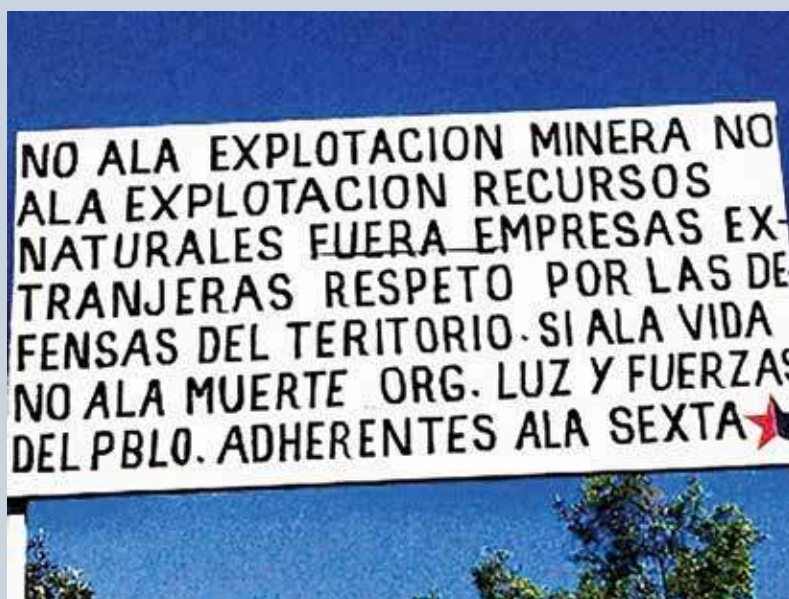 NO ALA EXPLOTACION MINERA NO
ALA EXPLOTACION RECURSOS
NATURALES FUERA EMPRESAS EX-
TRANJERAS RESPETO POR LAS DE-
FENSAS DEL TERITORIO. SI ALA VIDA
NO ALA MUERTE ORG. LUZ Y FUERZAS
DEL PBLO. ADHERENTES ALA SEXTA